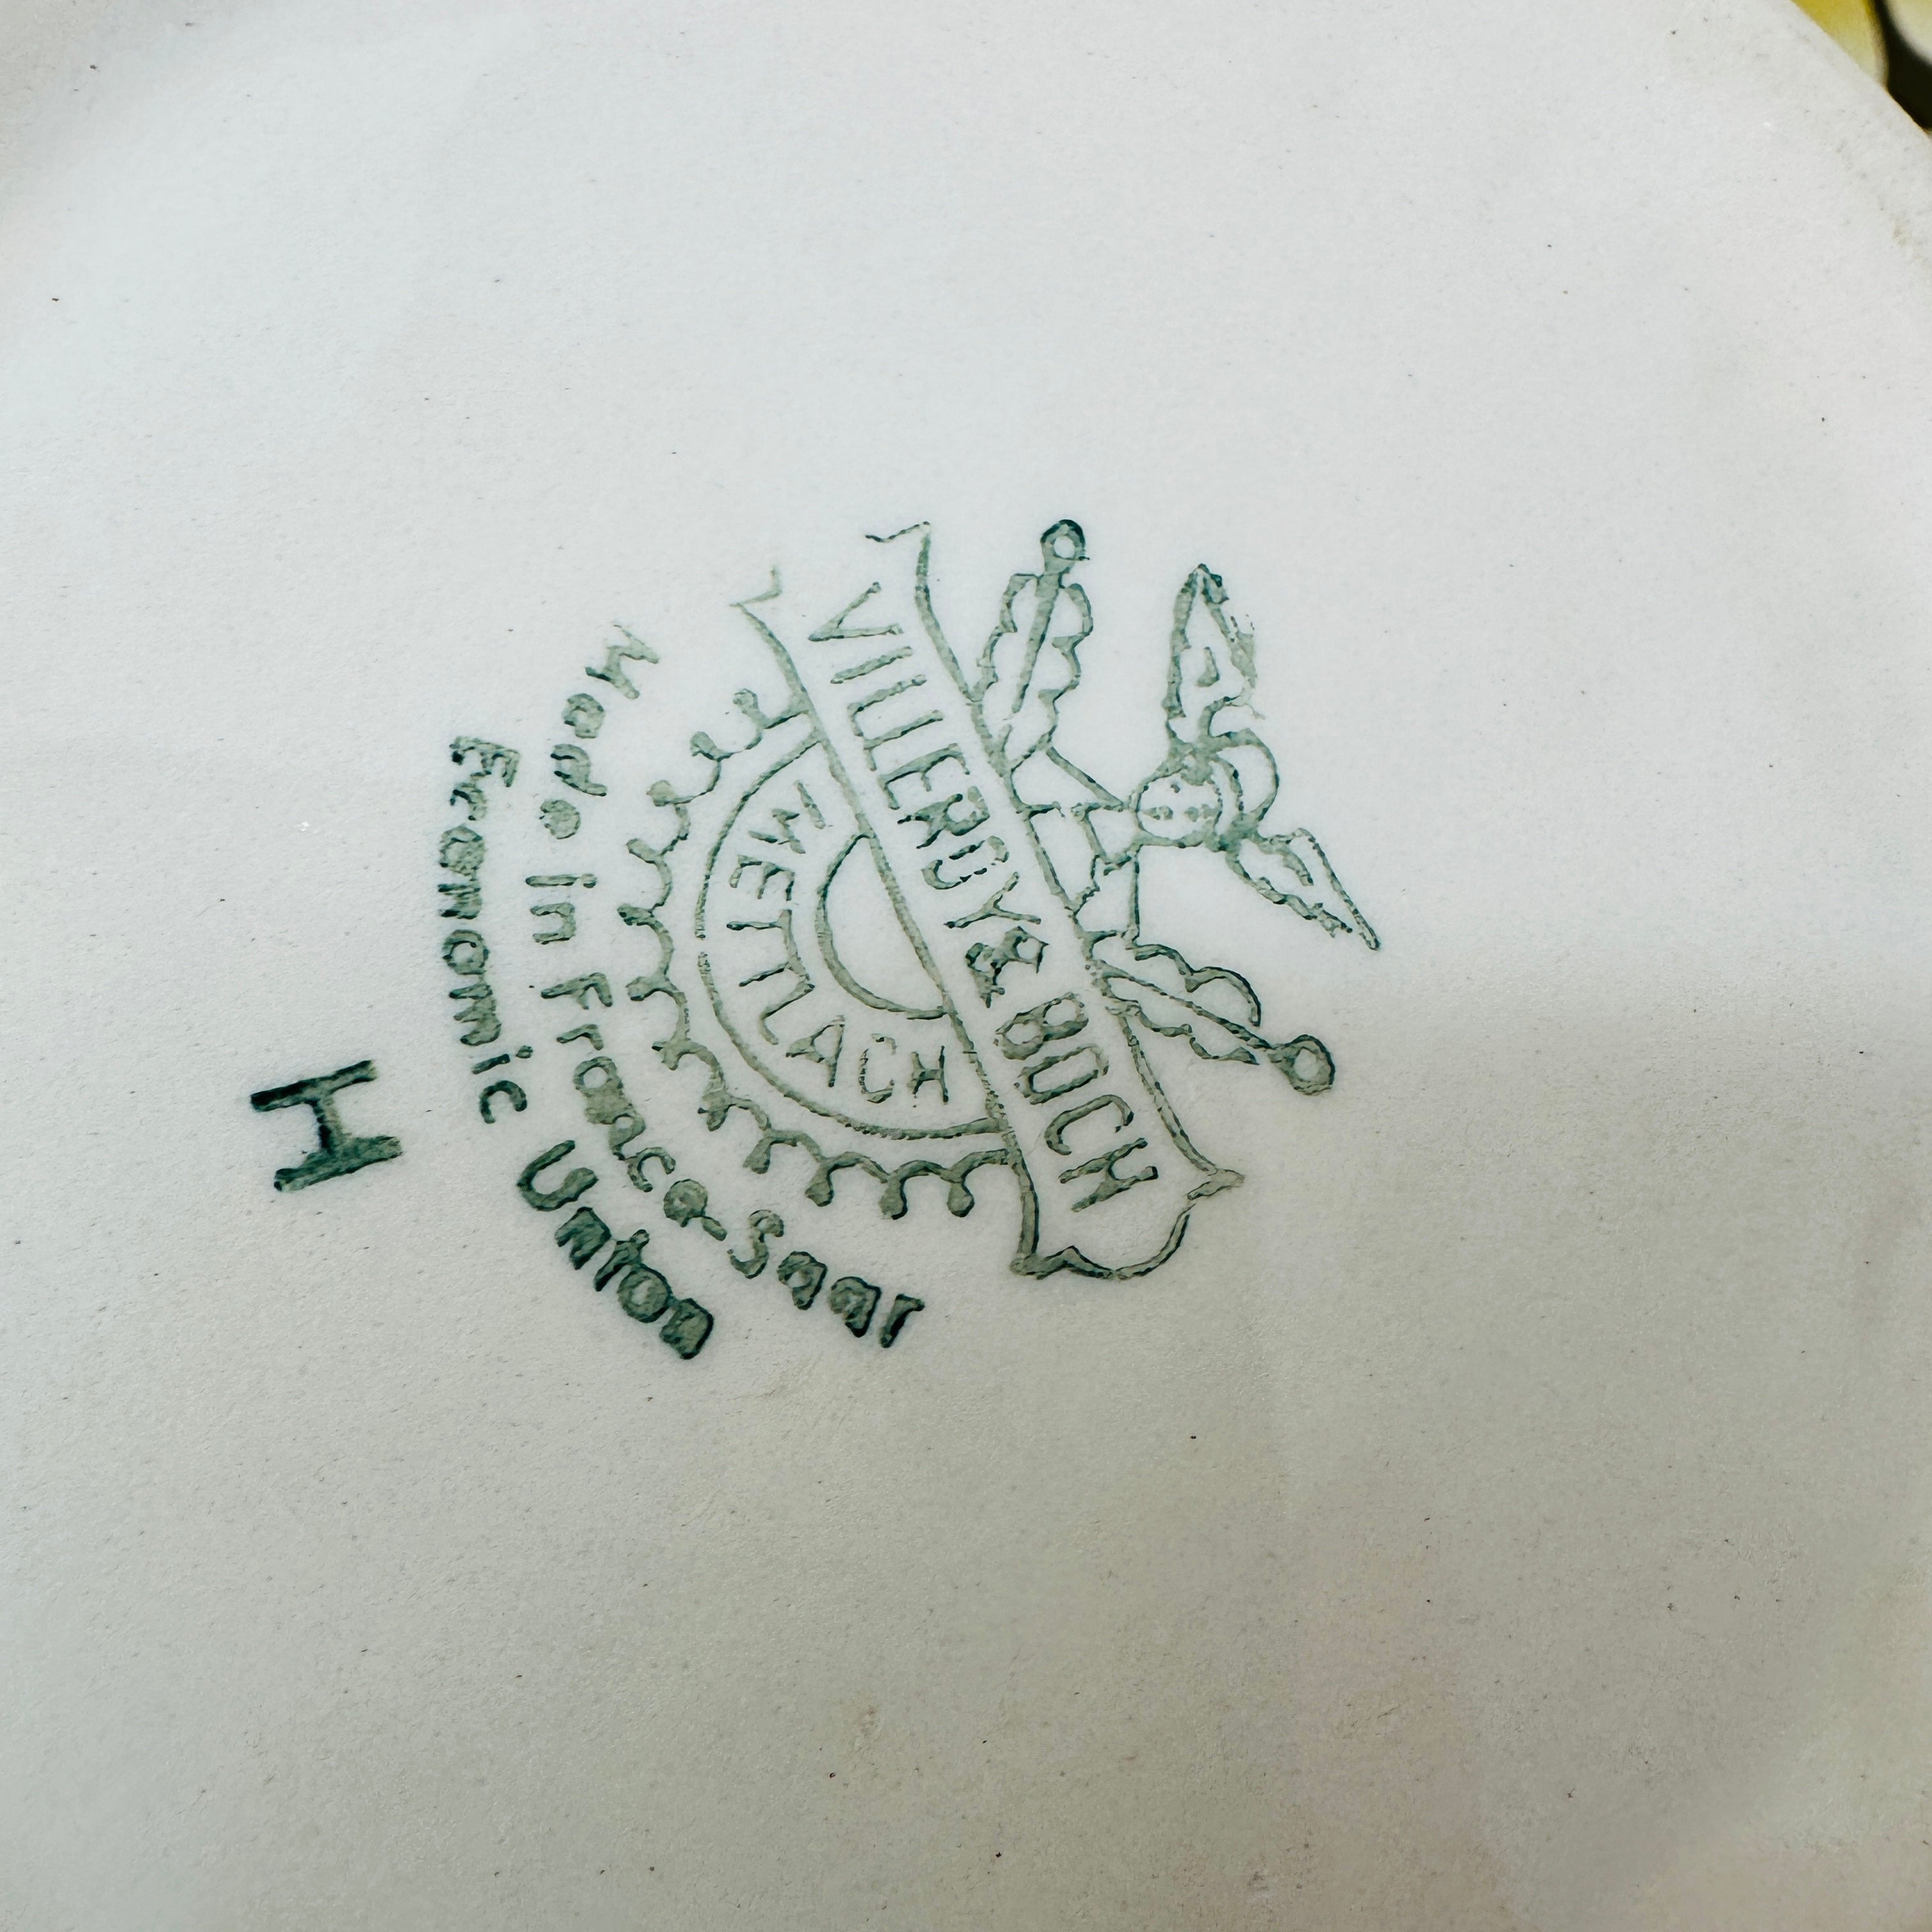 VILLEROY & BOCH
METTLACH
Made in France-Saar
Economic Union
H